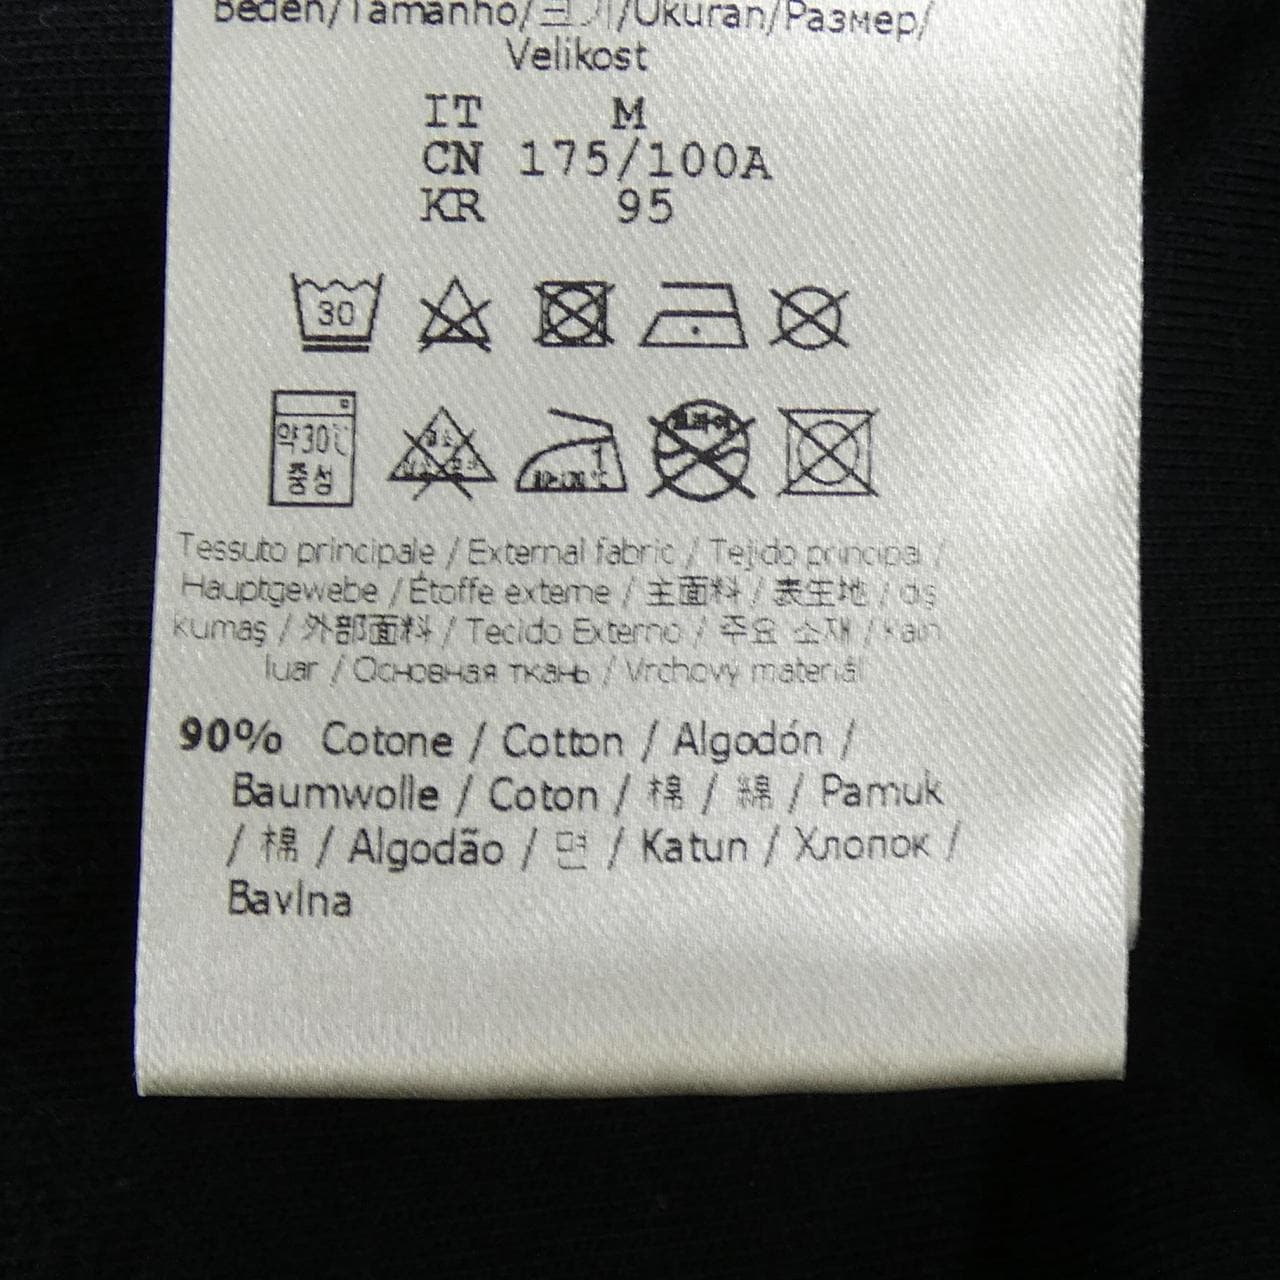 Beden/Tamanho/크기/Ukuran/Размер/
Velikost
IT M
CN 175/100A
KR 95
30
약30℃
중성
Tessuto principale / External fabric / Tejido principal /
Hauptgewebe / Étoffe externe / 主面料 / 表生地 / dış
kumaş / 外部面料 / Tecido Externo / 주요 소재 / kain
luar / Основная ткань / Vrchový materiál
90% Cotone / Cotton / Algodón /
Baumwolle / Coton / 棉 / 綿 / Pamuk
/ 棉 / Algodão / 면 / Katun / Хлопок /
Bavlna